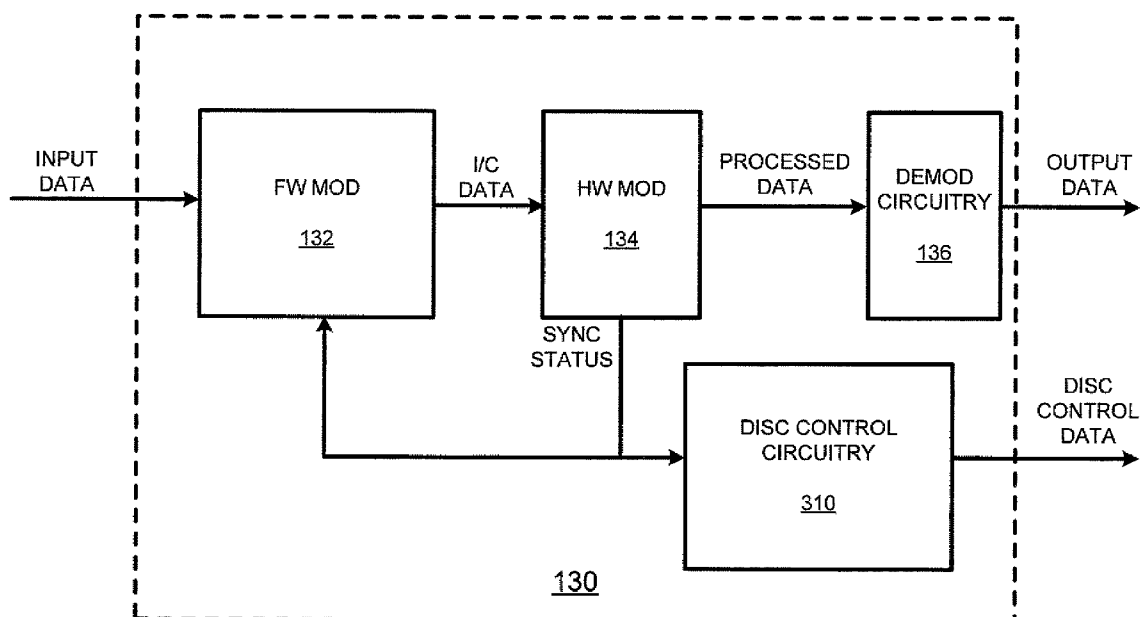 INPUT
DATA
FW MOD
132
I/C
DATA
HW MOD
134
PROCESSED
DATA
DEMOD
CIRCUITRY
136
OUTPUT
DATA
SYNC
STATUS
DISC CONTROL
CIRCUITRY
310
DISC
CONTROL
DATA
130